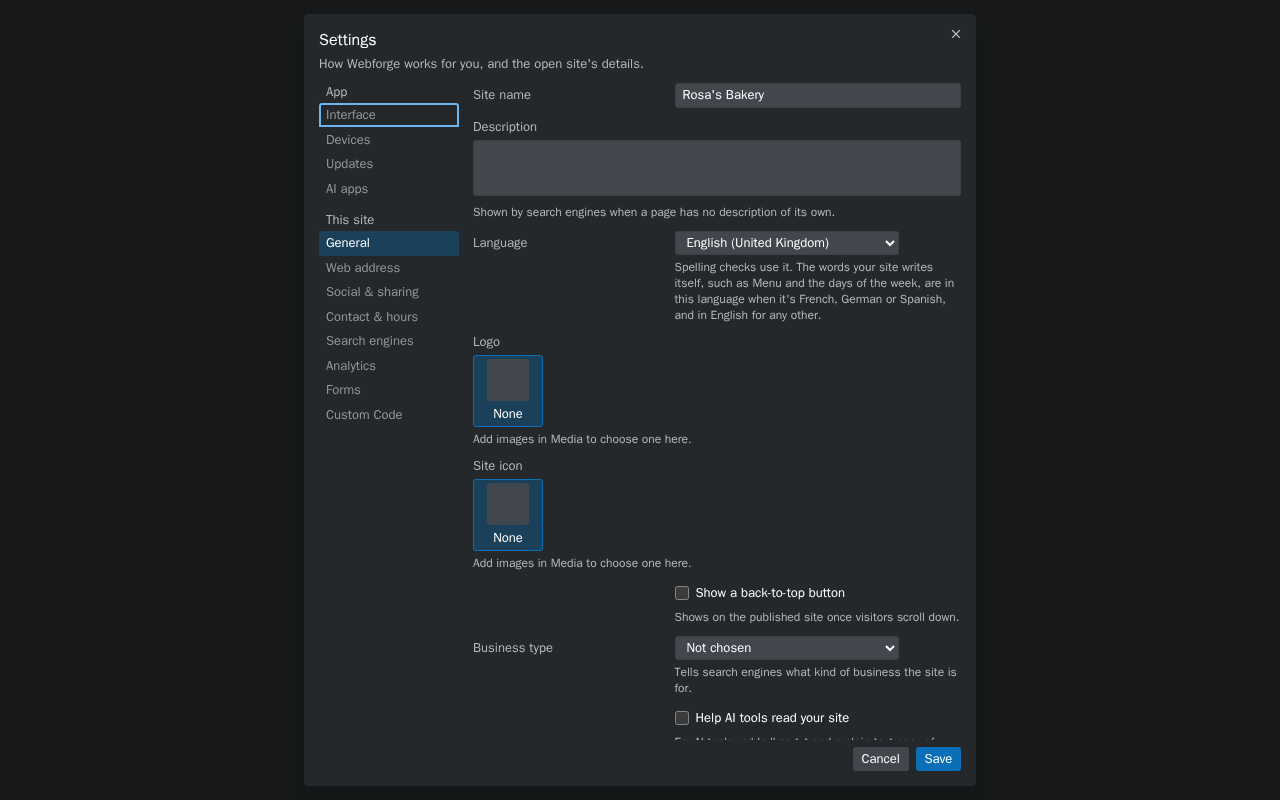 Settings
How Webforge works for you, and the open site's details.
App
Interface
Devices
Updates
AI apps
This site
General
Web address
Social & sharing
Contact & hours
Search engines
Analytics
Forms
Custom Code
Site name
Rosa's Bakery
Description
Shown by search engines when a page has no description of its own.
Language
English (United Kingdom)
Spelling checks use it. The words your site writes
itself, such as Menu and the days of the week, are in
this language when it's French, German or Spanish,
and in English for any other.
Logo
None
Add images in Media to choose one here.
Site icon
None
Add images in Media to choose one here.
Show a back-to-top button
Shows on the published site once visitors scroll down.
Business type
Not chosen
Tells search engines what kind of business the site is
for.
Help AI tools read your site
Cancel
Save